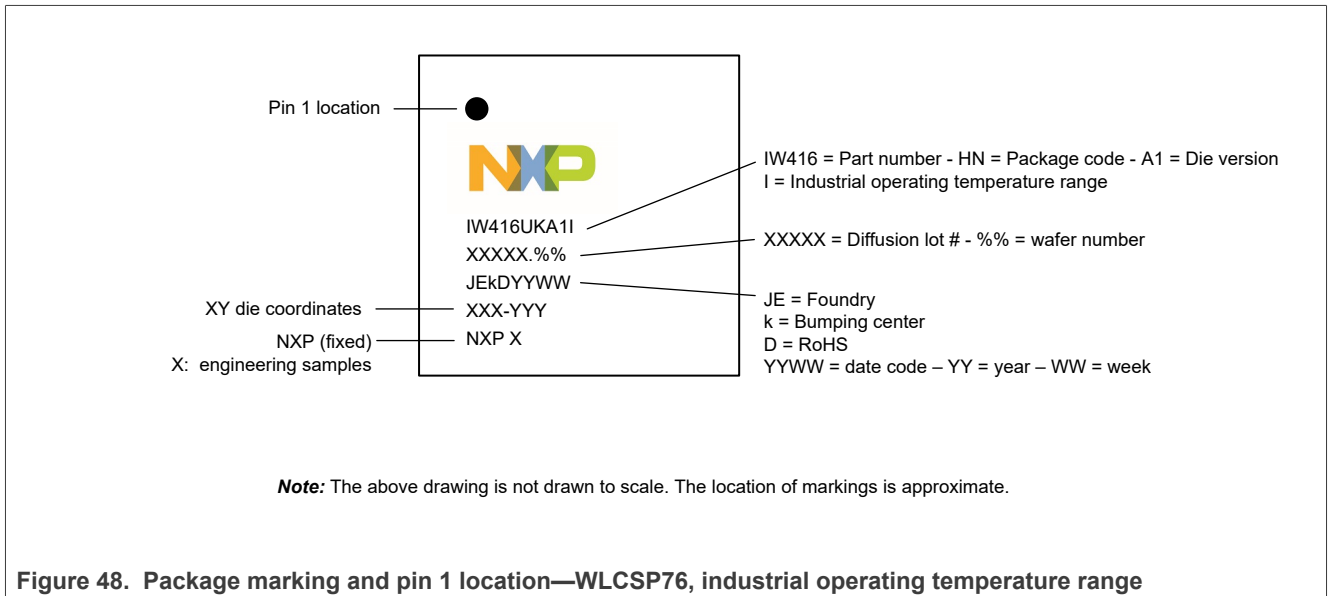 Pin 1 location
NXP
IW416 = Part number - HN = Package code - A1 = Die version
I = Industrial operating temperature range
IW416UKA1I
XXXXX.%%
XXXXX = Diffusion lot # - %% = wafer number
JEkDYYWW
JE = Foundry
k = Bumping center
D = RoHS
YYWW = date code – YY = year – WW = week
XY die coordinates
XXX-YYY
NXP (fixed)
X: engineering samples
NXP X
Note: The above drawing is not drawn to scale. The location of markings is approximate.
Figure 48. Package marking and pin 1 location—WLCSP76, industrial operating temperature range